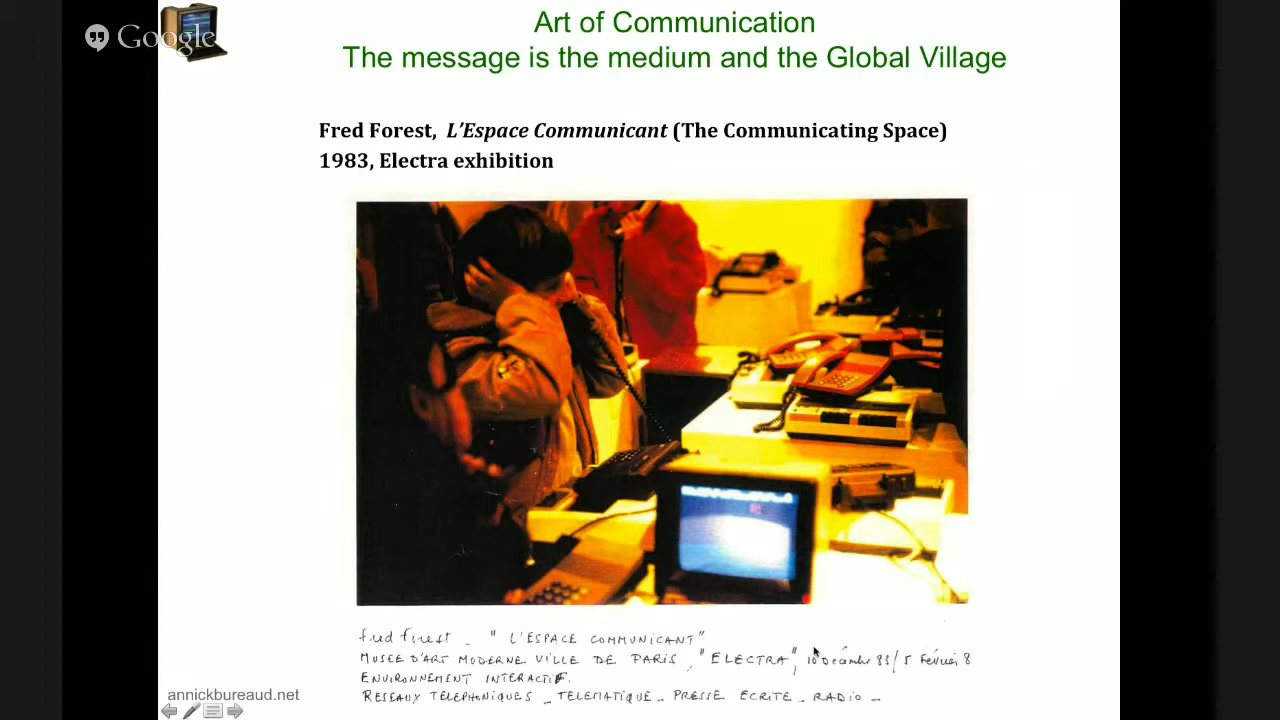 Google
Art of Communication
The message is the medium and the Global Village
Fred Forest, L'Espace Communicant (The Communicating Space)
1983, Electra exhibition
fred forest _ " L'ESPACE COMMUNICANT"
MUSEE D'ART MODERNE VILLE DE PARIS, "ELECTRA", 10 Décembre 83/5 Février 8
ENVIRONNEMENT INTERACTIF.
RESEAUX TELEPHONIQUES _ TELEMATIQUE _ PRESSE ECRITE _ RADIO _
annickbureaud.net